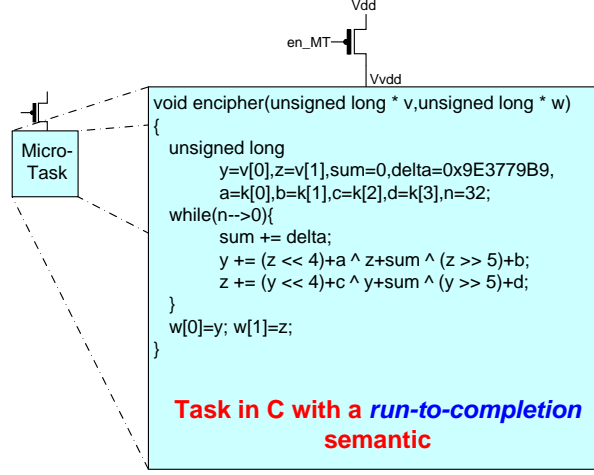 Vdd
en_MT
Vvdd
Micro-
Task
void encipher(unsigned long * v,unsigned long * w)
{
unsigned long
y=v[0],z=v[1],sum=0,delta=0x9E3779B9,
a=k[0],b=k[1],c=k[2],d=k[3],n=32;
while(n-->0){
sum += delta;
y += (z << 4)+a ^ z+sum ^ (z >> 5)+b;
z += (y << 4)+c ^ y+sum ^ (y >> 5)+d;
}
w[0]=y; w[1]=z;
}
Task in C with a run-to-completion
semantic